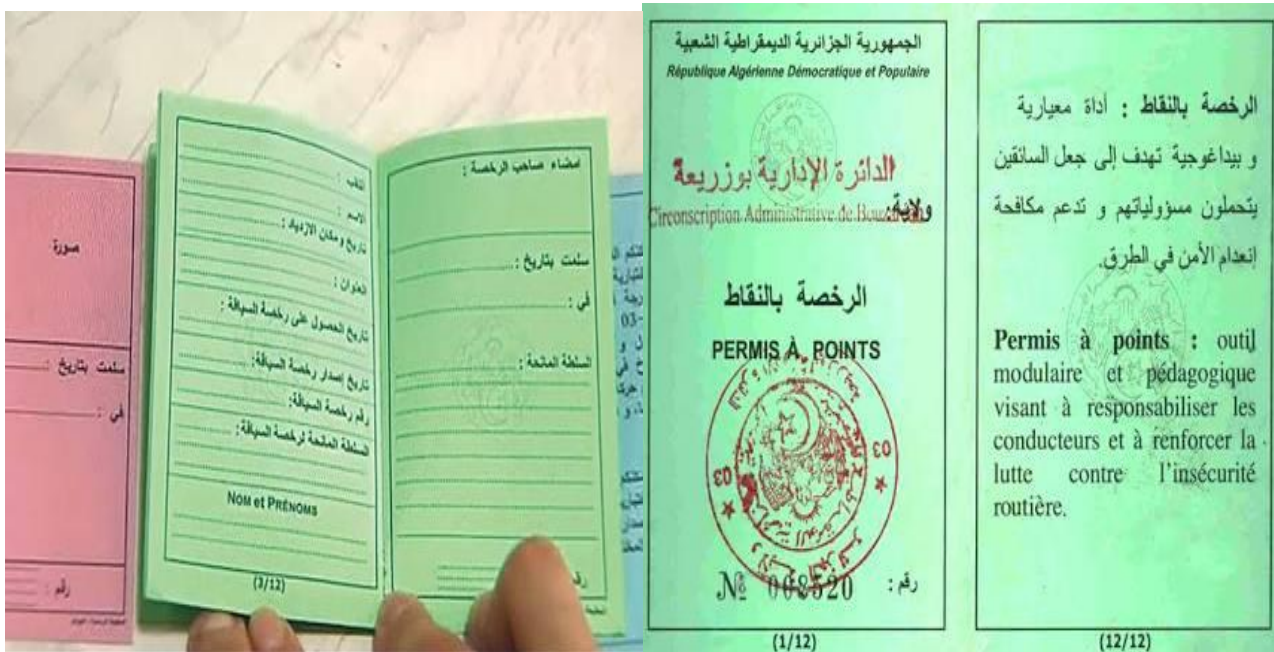 صورة
سلمت بتاريخ :
في :
رقم :
اللقب :
الاسم :
تاريخ ومكان الازدياد :
العنوان :
تاريخ الحصول على رخصة السياقة :
تاريخ إصدار رخصة السياقة:
رقم رخصة السياقة:
السلطة المانحة لرخصة السياقة:
NOM et PRÉNOMS
(3/12)
امضاء صاحب الرخصة :
سلمت بتاريخ :
في :
السلطة المانحة :
رقم
الجمهورية الجزائرية الديمقراطية الشعبية
République Algérienne Démocratique et Populaire
الدائرة الإدارية بوزريعة
ولاية:
Circonscription Administrative de
الرخصة بالنقاط
PERMIS À POINTS
03 03
رقم : № 008520
(1/12)
الرخصة بالنقاط : أداة معيارية
و بيداغوجية تهدف إلى جعل السائقين
يتحملون مسؤولياتهم و تدعم مكافحة
إنعدام الأمن في الطرق.
Permis à points : outil
modulaire et pédagogique
visant à responsabiliser les
conducteurs et à renforcer la
lutte contre l'insécurité
routière.
(12/12)